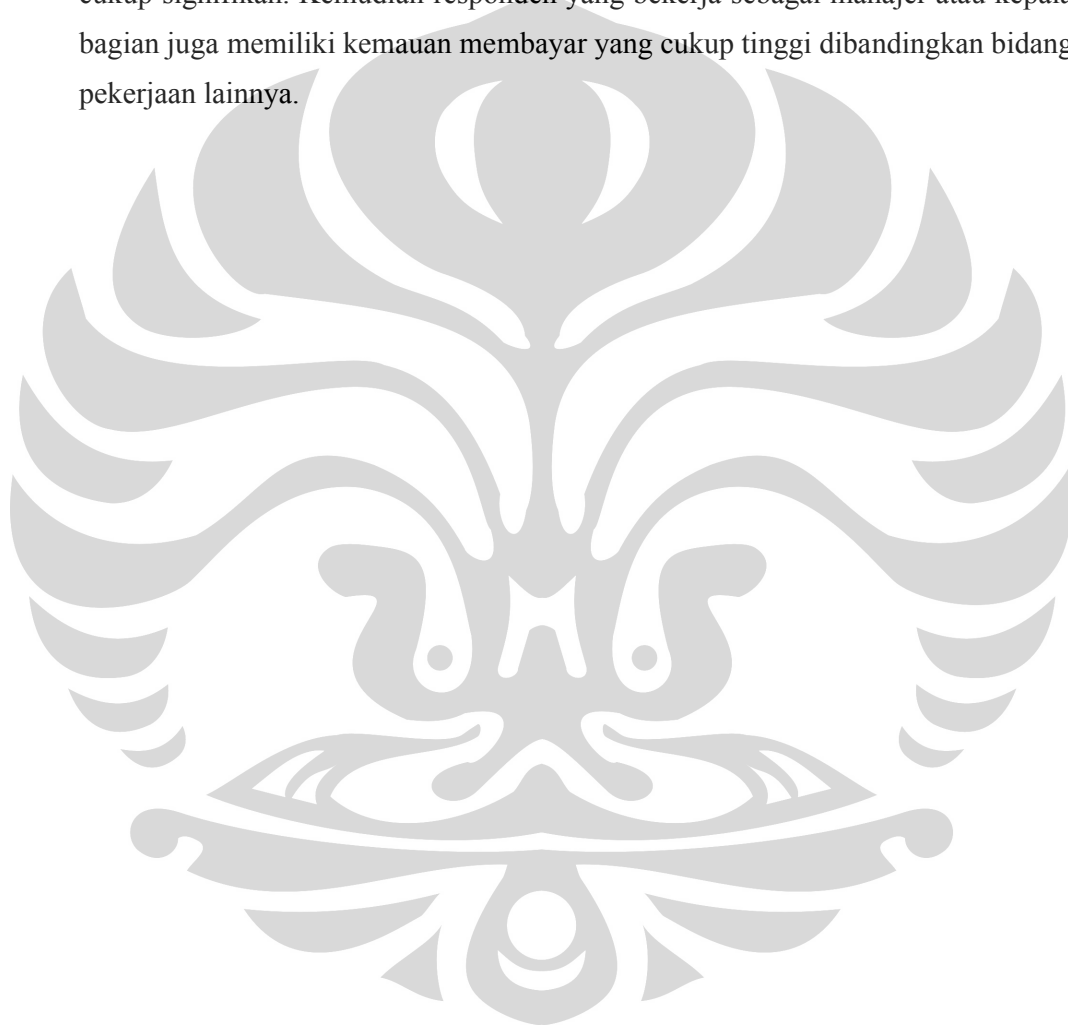 cukup signifikan. Kemudian responden yang bekerja sebagai manajer atau kepala
bagian juga memiliki kemauan membayar yang cukup tinggi dibandingkan bidang
pekerjaan lainnya.